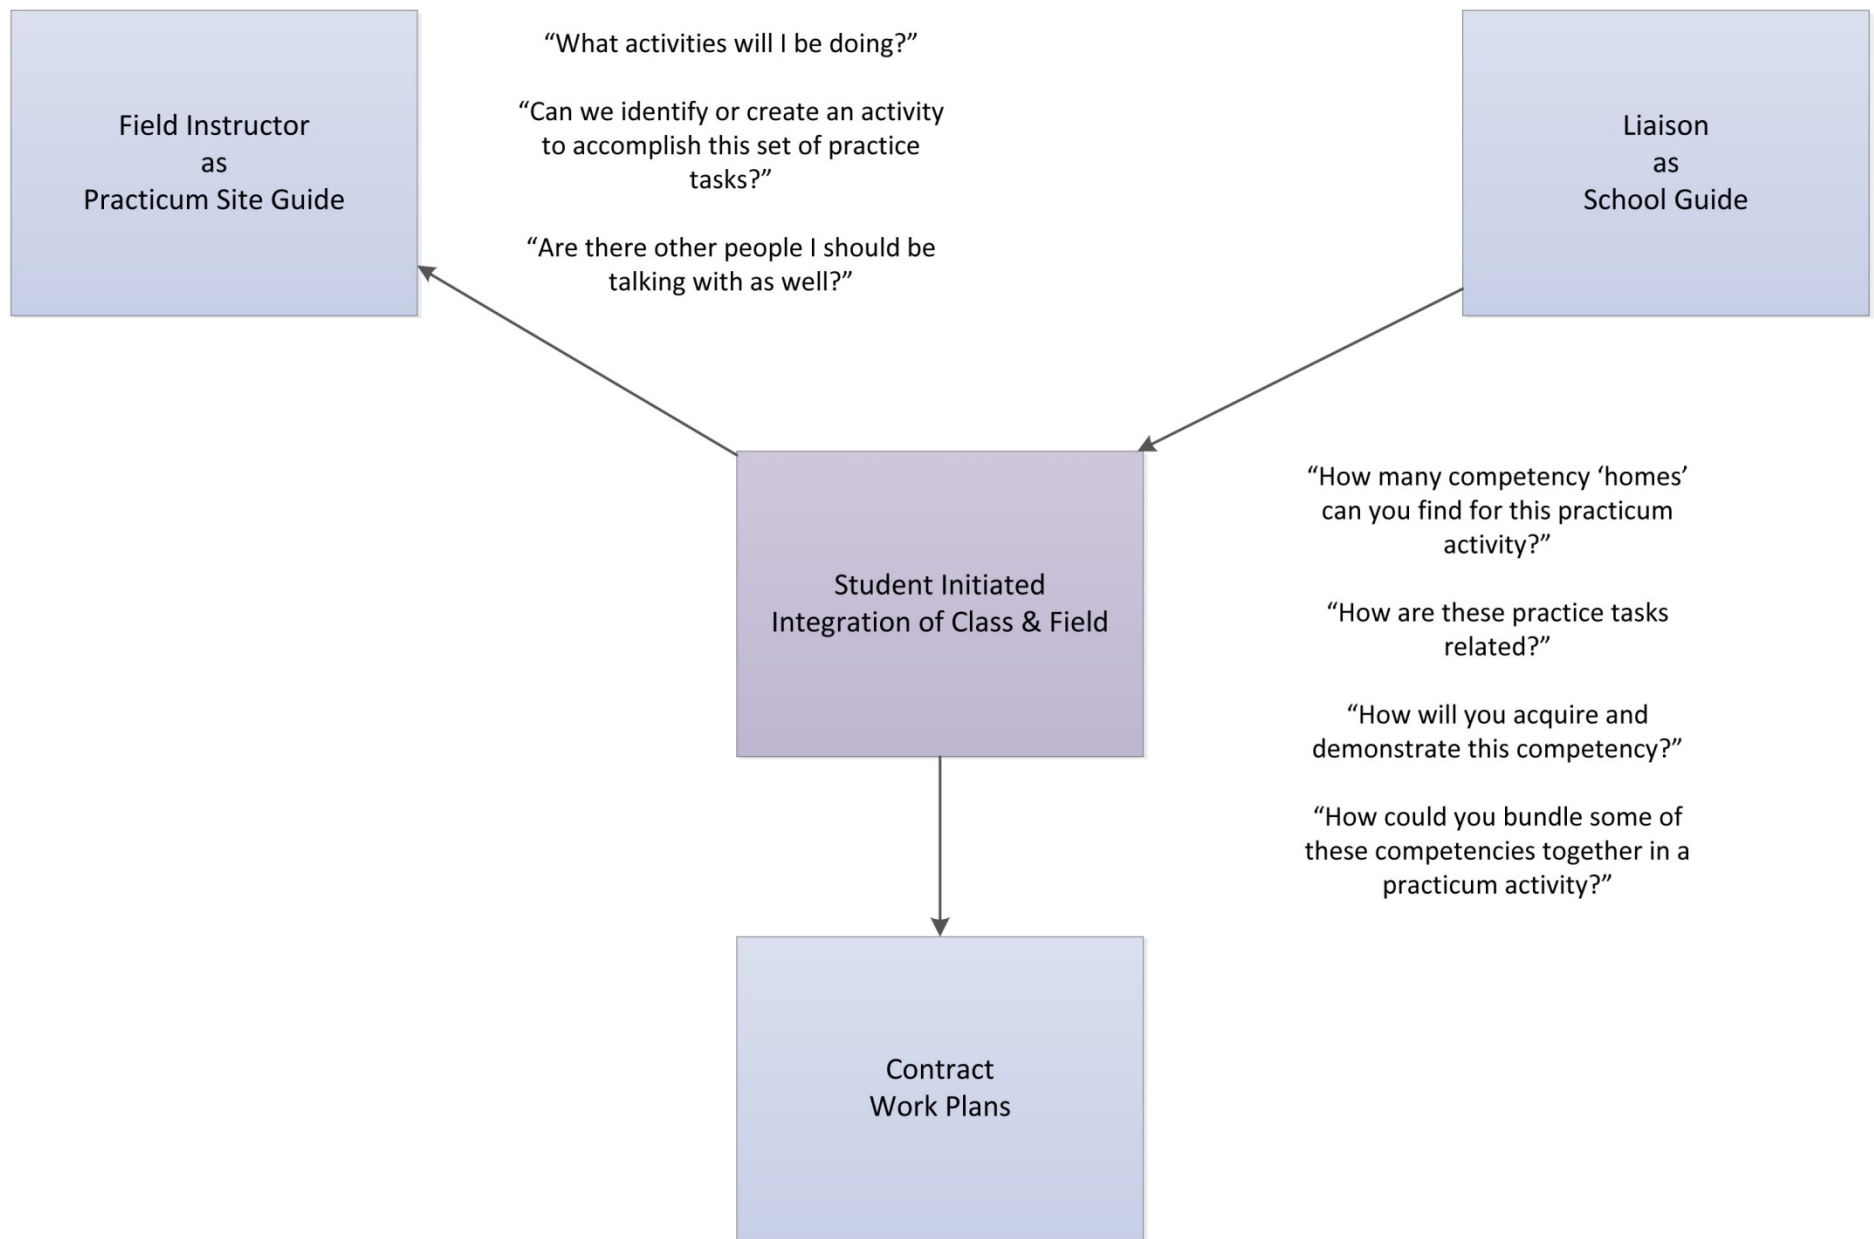 Field Instructor
as
Practicum Site Guide
“What activities will I be doing?”
“Can we identify or create an activity
to accomplish this set of practice
tasks?”
“Are there other people I should be
talking with as well?”
Liaison
as
School Guide
Student Initiated
Integration of Class & Field
“How many competency ‘homes’
can you find for this practicum
activity?”
“How are these practice tasks
related?”
“How will you acquire and
demonstrate this competency?”
“How could you bundle some of
these competencies together in a
practicum activity?”
Contract
Work Plans